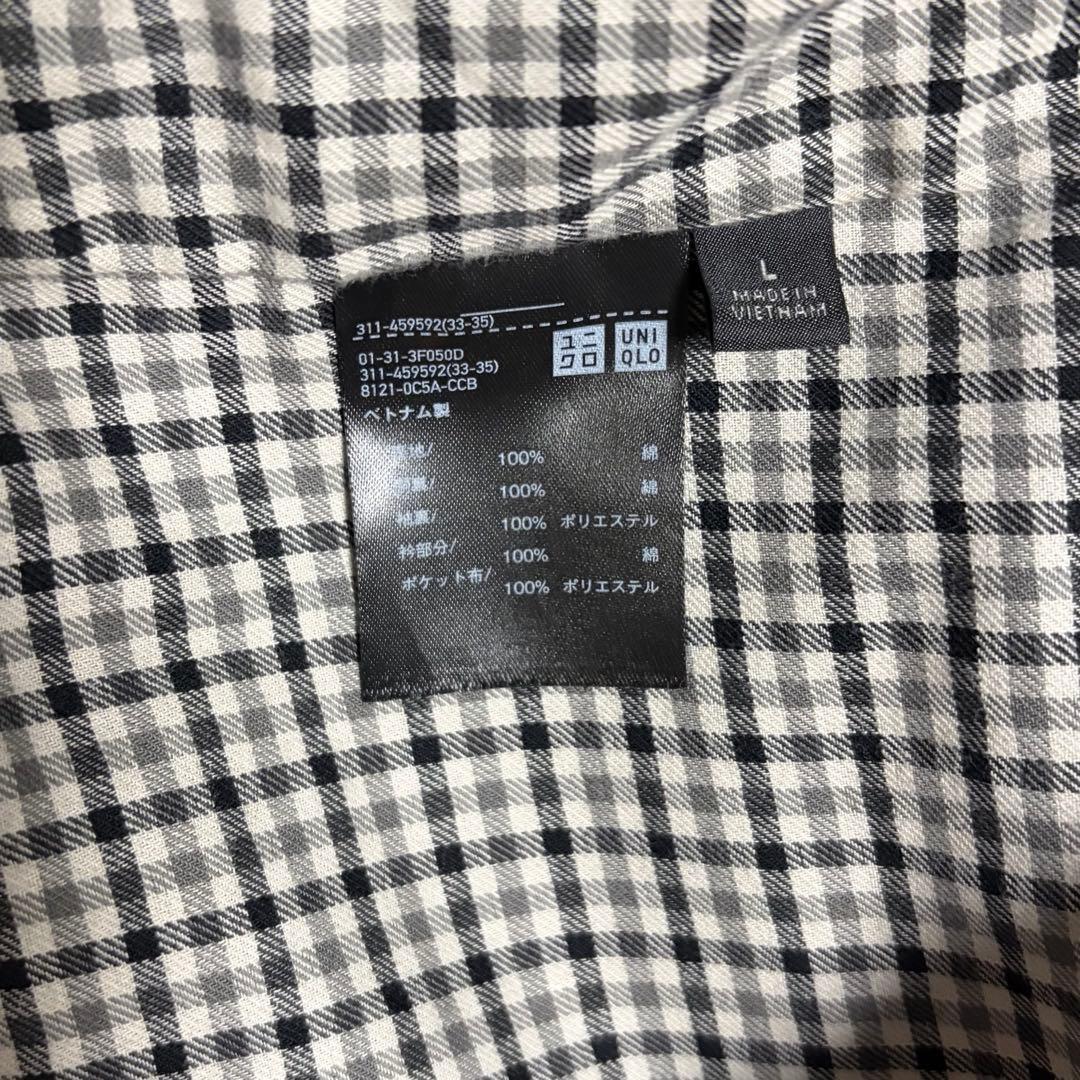 311-459592(33-35)
01-31-3F050D
311-459592(33-35)
8121-0C5A-CCB
ユニクロ
UNI
QLO
ベトナム製
100% 綿
100% 綿
100% ポリエステル
衿部分/ 100% 綿
ポケット布/ 100% ポリエステル
L
MADE IN
VIETNAM